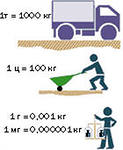 1т = 1000 кг
1 ц = 100 кг
1 г = 0,001 кг
1 мг = 0,000001 кг